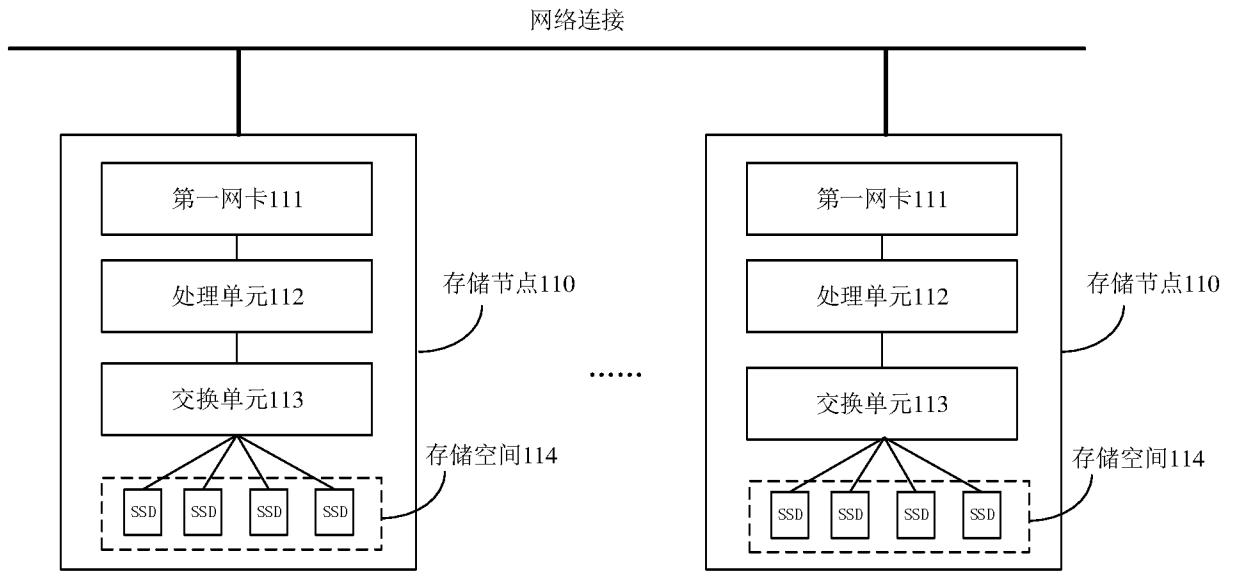 网络连接
第一网卡111
处理单元112
存储节点110
交换单元113
存储空间114
SSD SSD SSD SSD
……
第一网卡111
处理单元112
存储节点110
交换单元113
存储空间114
SSD SSD SSD SSD